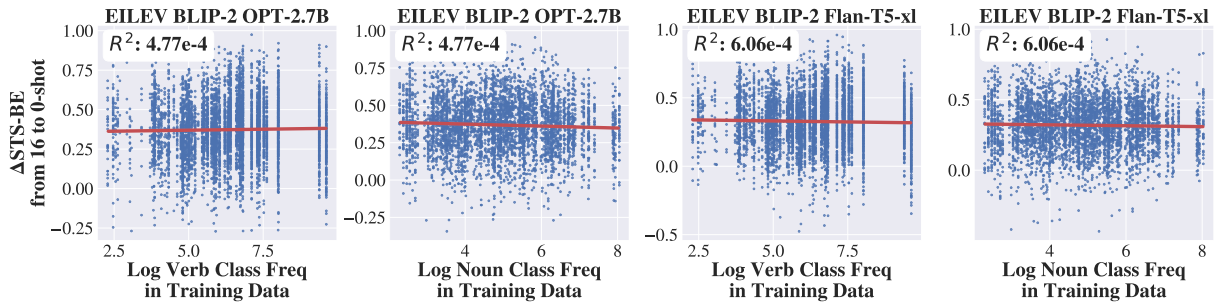 EILEV BLIP-2 OPT-2.7B
R²: 4.77e-4
1.00
0.75
0.50
0.25
0.00
−0.25
2.5 5.0 7.5
ΔSTS-BE
from 16 to 0-shot
Log Verb Class Freq
in Training Data
EILEV BLIP-2 OPT-2.7B
R²: 4.77e-4
1.00
0.75
0.50
0.25
0.00
−0.25
4 6 8
Log Noun Class Freq
in Training Data
EILEV BLIP-2 Flan-T5-xl
R²: 6.06e-4
1.0
0.5
0.0
−0.5
2.5 5.0 7.5
Log Verb Class Freq
in Training Data
EILEV BLIP-2 Flan-T5-xl
R²: 6.06e-4
1.0
0.5
0.0
4 6 8
Log Noun Class Freq
in Training Data